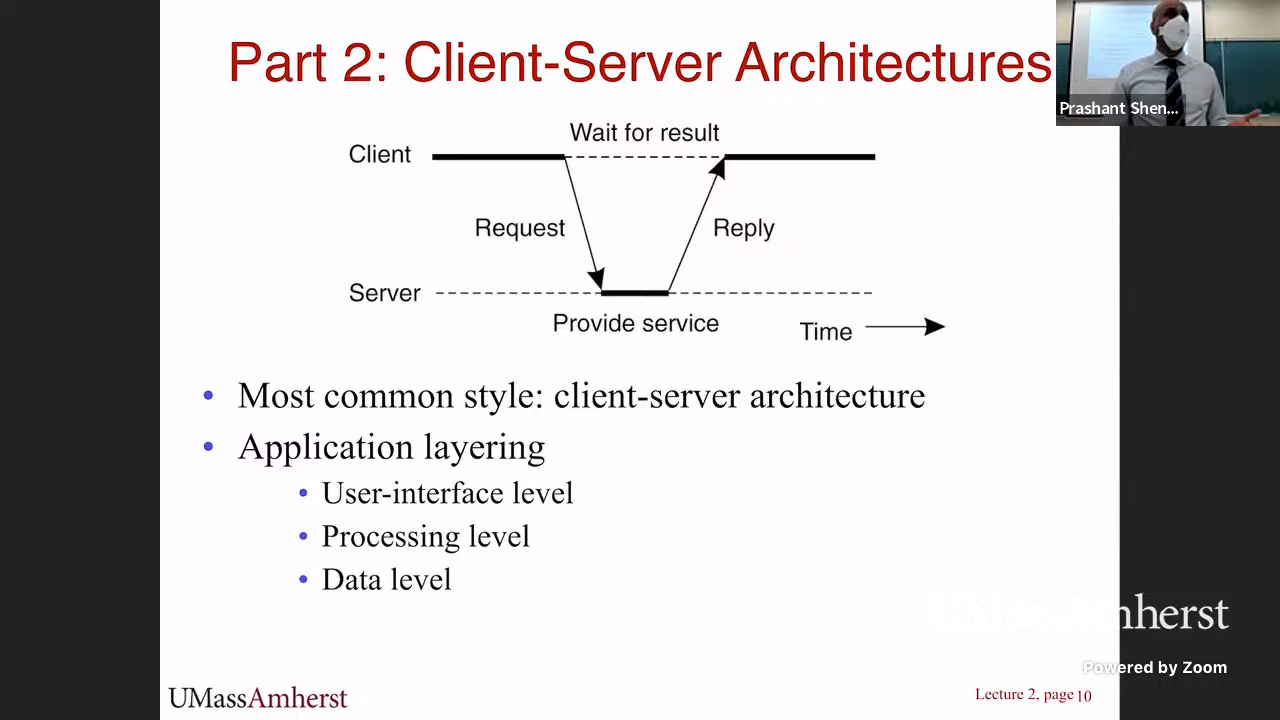 Part 2: Client-Server Architectures
Prashant Shen...
Wait for result
Client
Request
Reply
Server
Provide service
Time
• Most common style: client-server architecture
• Application layering
• User-interface level
• Processing level
• Data level
UMassAmherst
Powered by Zoom
UMassAmherst
Lecture 2, page 10